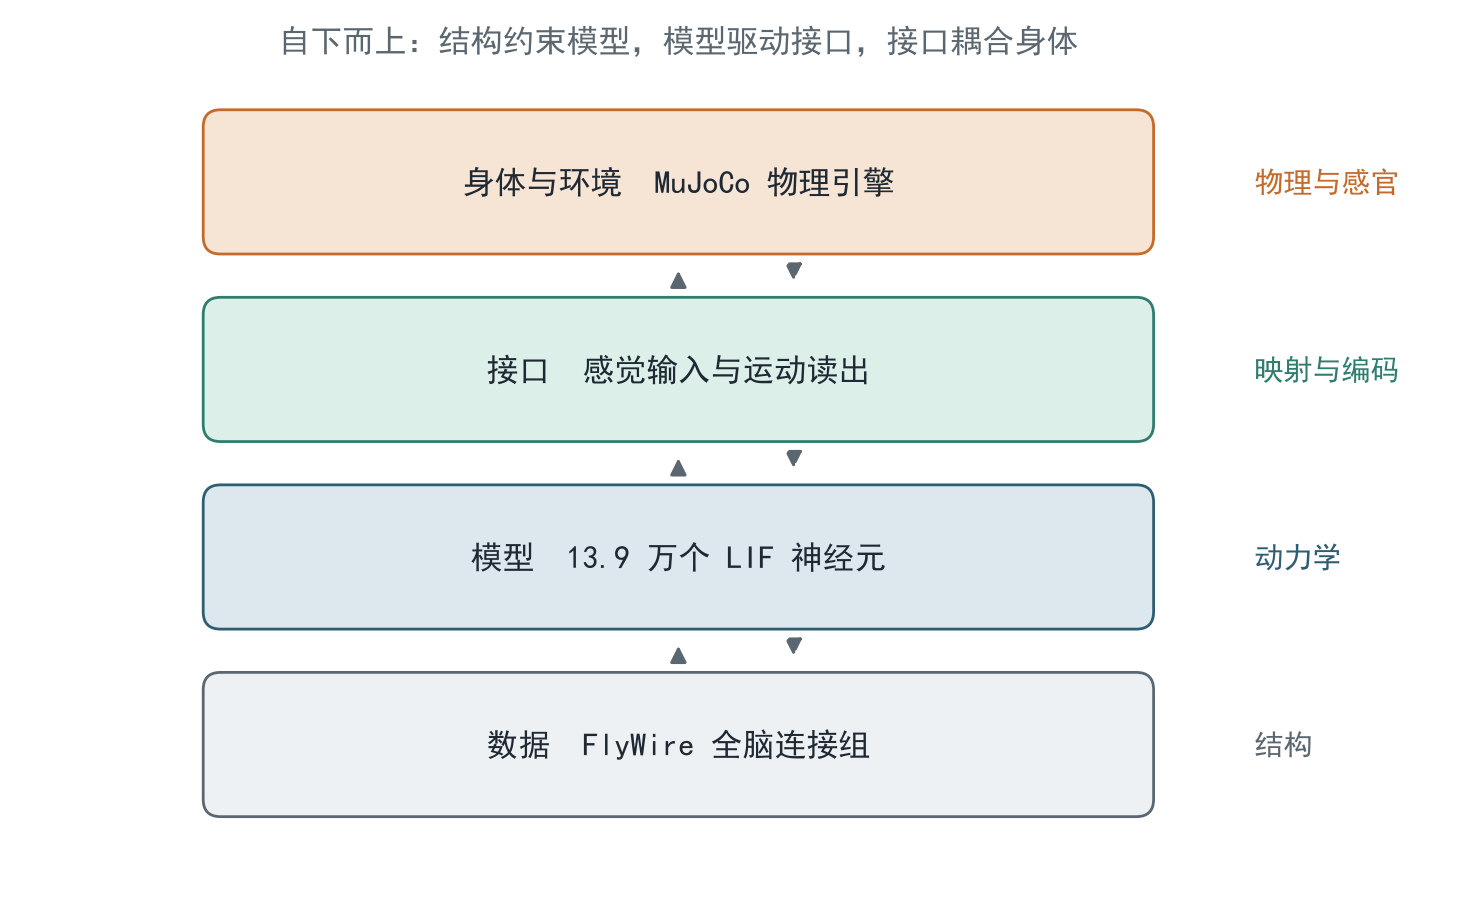 自下而上：结构约束模型，模型驱动接口，接口耦合身体
身体与环境  MuJoCo 物理引擎
物理与感官
接口  感觉输入与运动读出
映射与编码
模型  13.9 万个 LIF 神经元
动力学
数据  FlyWire 全脑连接组
结构